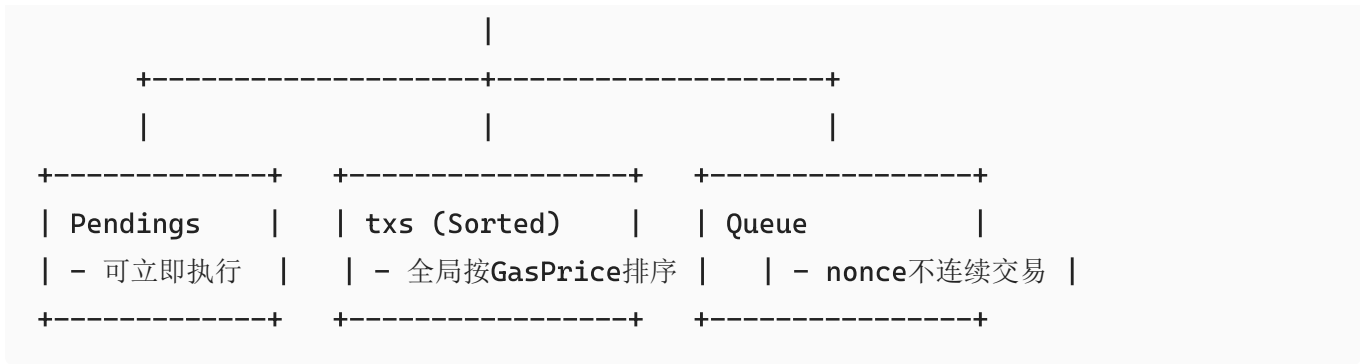 |
      +--------------------+--------------------+
      |                    |                    |
+-------------+   +-----------------+   +----------------+
| Pendings    |   | txs (Sorted)    |   | Queue          |
| - 可立即执行  |   | - 全局按GasPrice排序 |   | - nonce不连续交易 |
+-------------+   +-----------------+   +----------------+